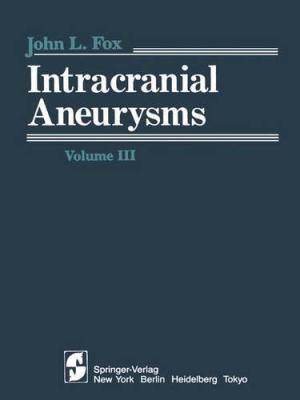 John L. Fox
Intracranial
Aneurysms
Volume III
Springer-Verlag
New York Berlin Heidelberg Tokyo